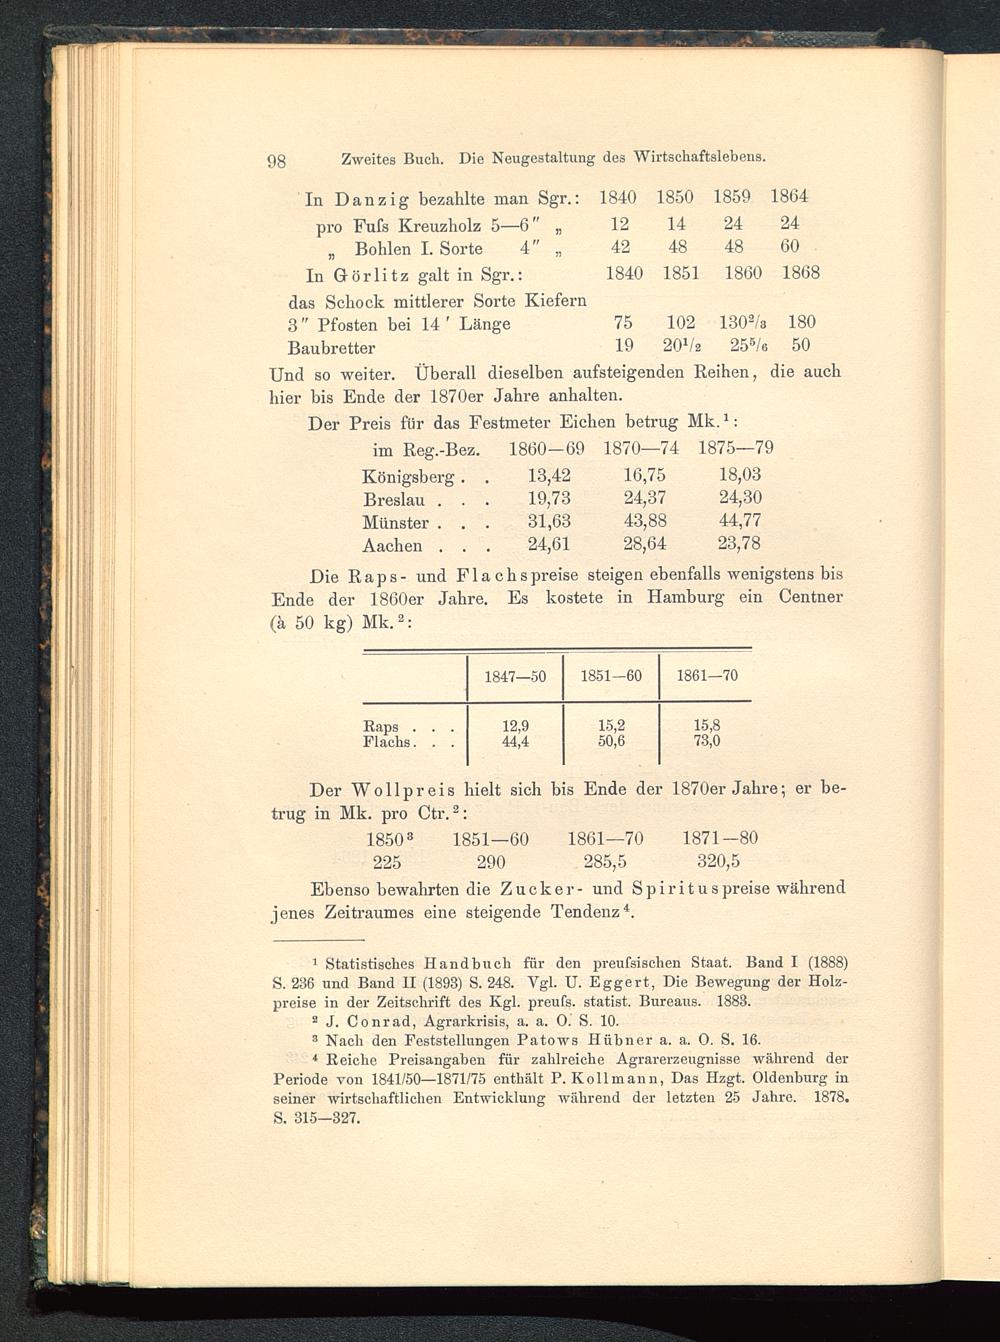 98 Zweites Buch. Die Neugestaltung des Wirtschaftslebens.
In Danzig bezahlte man Sgr.: 1840 1850 1859 1864
pro Fuſs Kreuzholz 5—6″ „ 12 14 24 24
„ Bohlen I. Sorte 4″ „ 42 48 48 60
In Görlitz galt in Sgr.: 1840 1851 1860 1868
das Schock mittlerer Sorte Kiefern
3″ Pfosten bei 14′ Länge 75 102 130²/₃ 180
Baubretter 19 20¹/₂ 25⁵/₆ 50
Und so weiter. Überall dieselben aufsteigenden Reihen, die auch
hier bis Ende der 1870er Jahre anhalten.
Der Preis für das Festmeter Eichen betrug Mk.¹:
im Reg.-Bez. 1860—69 1870—74 1875—79
Königsberg . . 13,42 16,75 18,03
Breslau . . . 19,73 24,37 24,30
Münster . . . 31,63 43,88 44,77
Aachen . . . 24,61 28,64 23,78
Die Raps- und Flachspreise steigen ebenfalls wenigstens bis
Ende der 1860er Jahre. Es kostete in Hamburg ein Centner
(à 50 kg) Mk.²:
1847—50 1851—60 1861—70
Raps . . . 12,9 15,2 15,8
Flachs. . . 44,4 50,6 73,0
Der Wollpreis hielt sich bis Ende der 1870er Jahre; er be-
trug in Mk. pro Ctr.²:
1850³ 1851—60 1861—70 1871—80
225 290 285,5 320,5
Ebenso bewahrten die Zucker- und Spirituspreise während
jenes Zeitraumes eine steigende Tendenz⁴.
¹ Statistisches Handbuch für den preuſsischen Staat. Band I (1888)
S. 236 und Band II (1893) S. 248. Vgl. U. Eggert, Die Bewegung der Holz-
preise in der Zeitschrift des Kgl. preuſs. statist. Bureaus. 1883.
² J. Conrad, Agrarkrisis, a. a. O. S. 10.
³ Nach den Feststellungen Patows Hübner a. a. O. S. 16.
⁴ Reiche Preisangaben für zahlreiche Agrarerzeugnisse während der
Periode von 1841/50—1871/75 enthält P. Kollmann, Das Hzgt. Oldenburg in
seiner wirtschaftlichen Entwicklung während der letzten 25 Jahre. 1878.
S. 315—327.